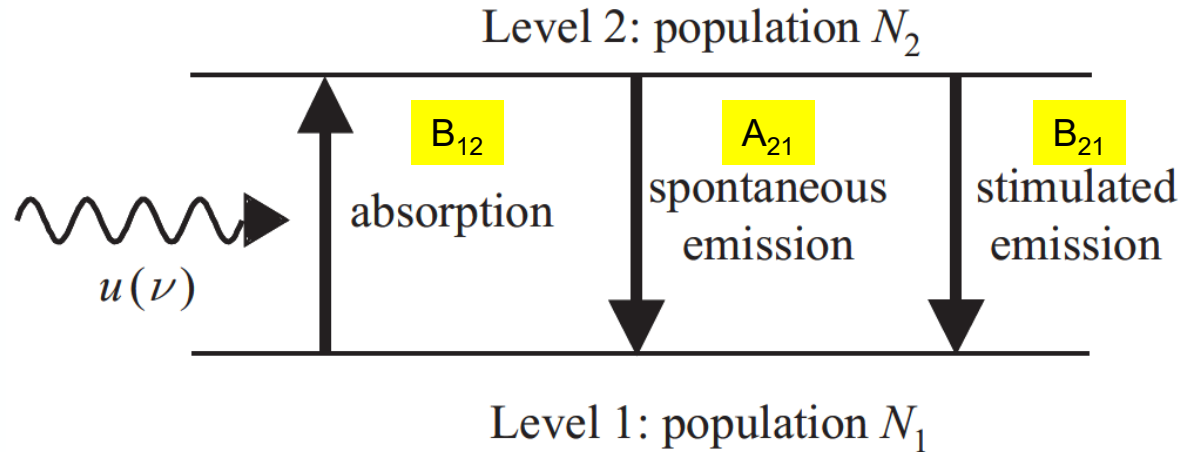 Level 2: population N₂
B₁₂
A₂₁
B₂₁
absorption
spontaneous
emission
stimulated
emission
u(ν)
Level 1: population N₁